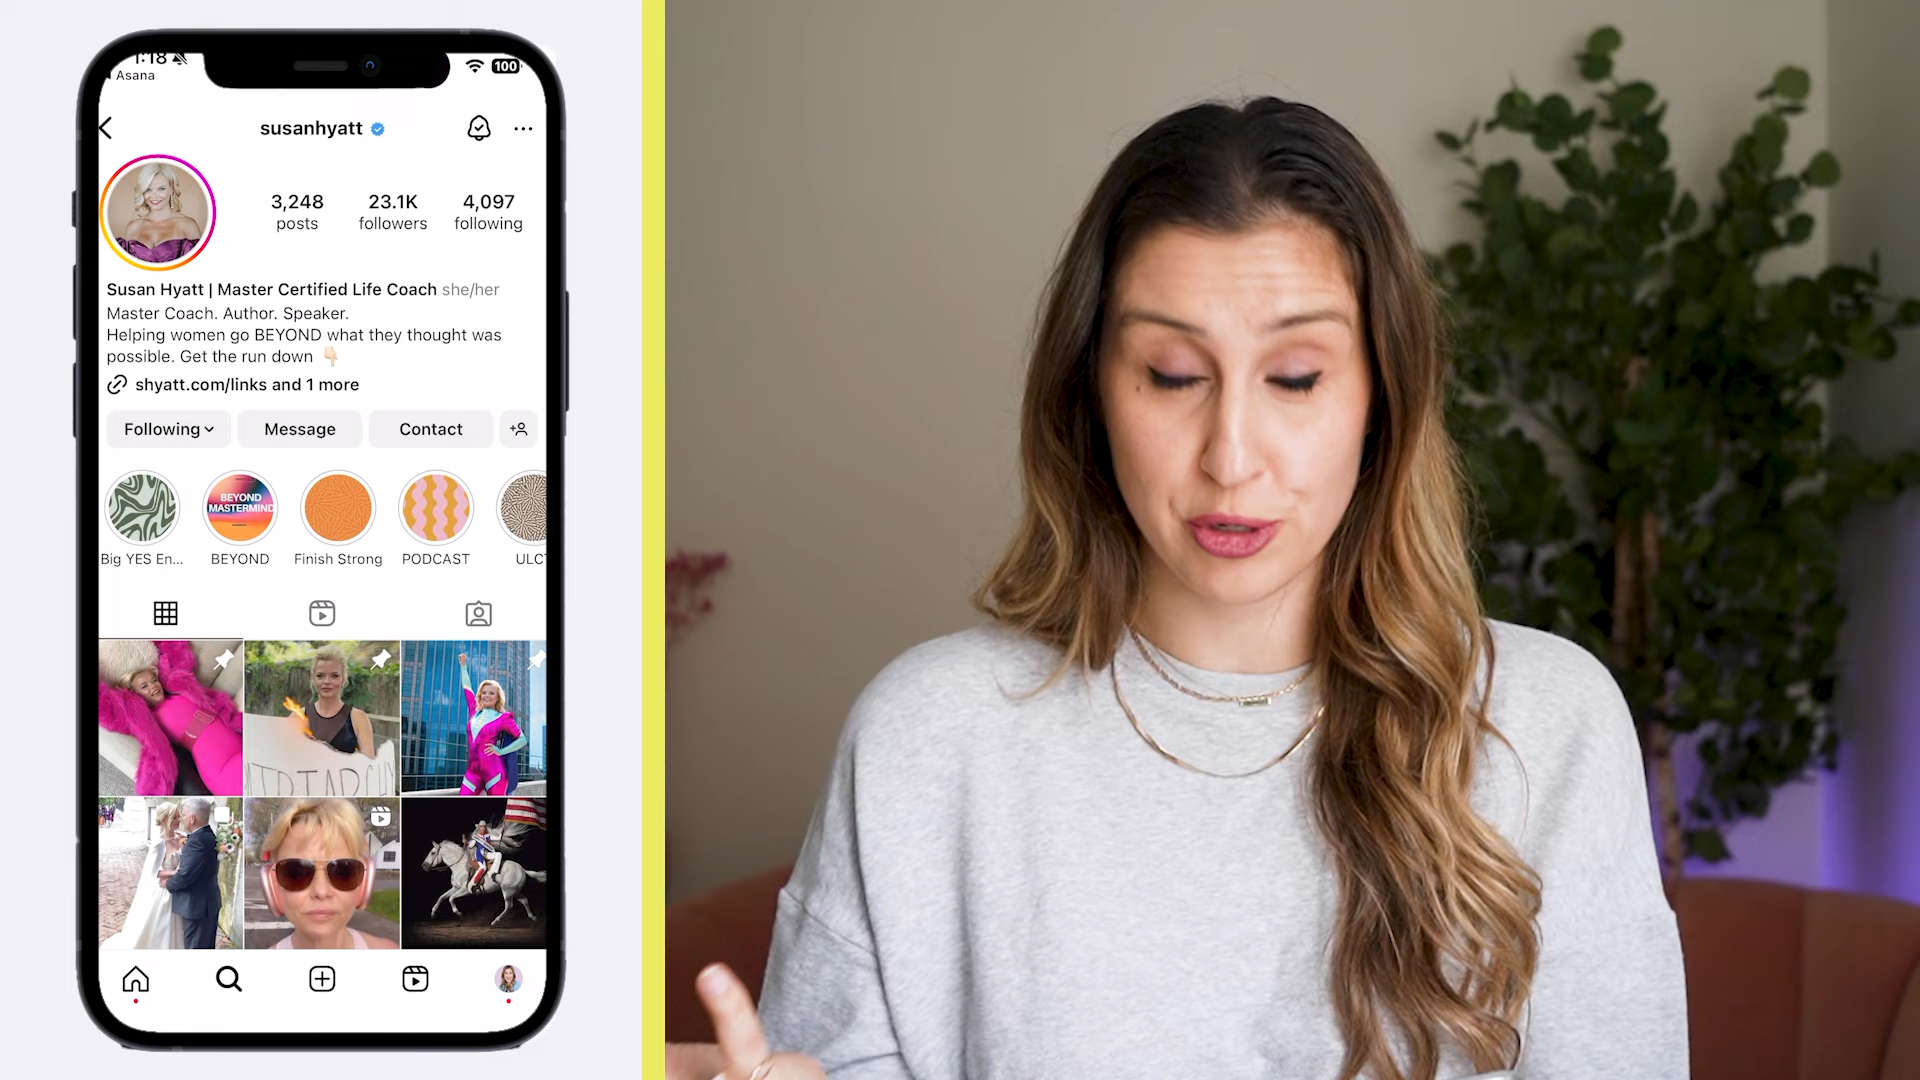 1:18
Asana
100
susanhyatt
3,248 23.1K 4,097
posts followers following
Susan Hyatt | Master Certified Life Coach she/her
Master Coach. Author. Speaker.
Helping women go BEYOND what they thought was
possible. Get the run down 👇🏻
shyatt.com/links and 1 more
Following Message Contact
BEYOND
MASTERMIND
Big YES En... BEYOND Finish Strong PODCAST ULC